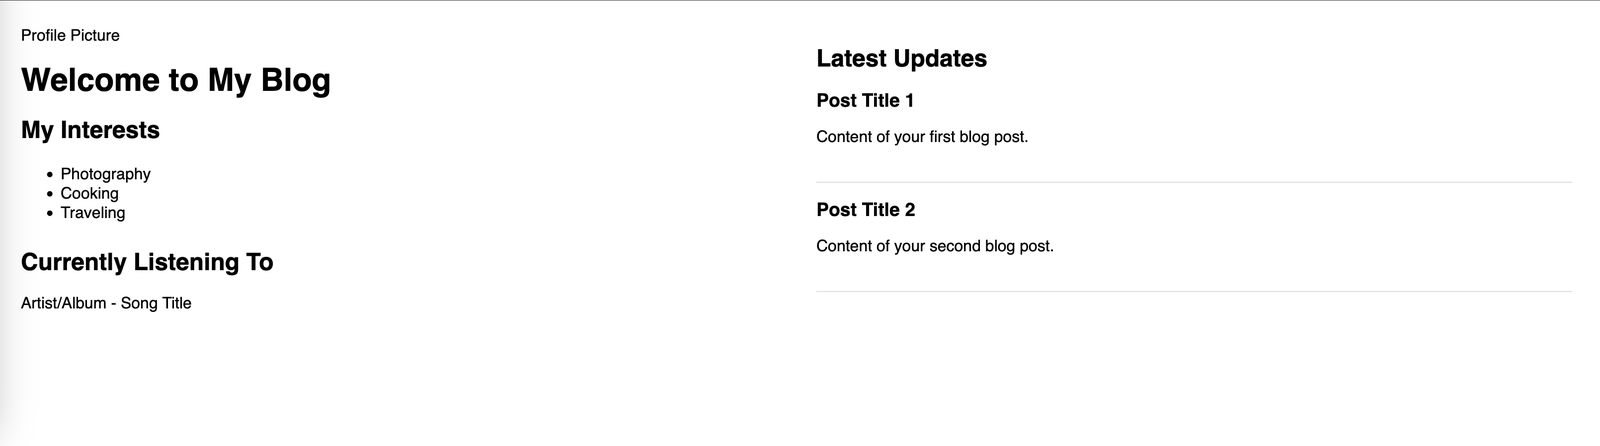 Profile Picture
Welcome to My Blog
My Interests
Photography
Cooking
Traveling
Currently Listening To
Artist/Album - Song Title
Latest Updates
Post Title 1
Content of your first blog post.
Post Title 2
Content of your second blog post.